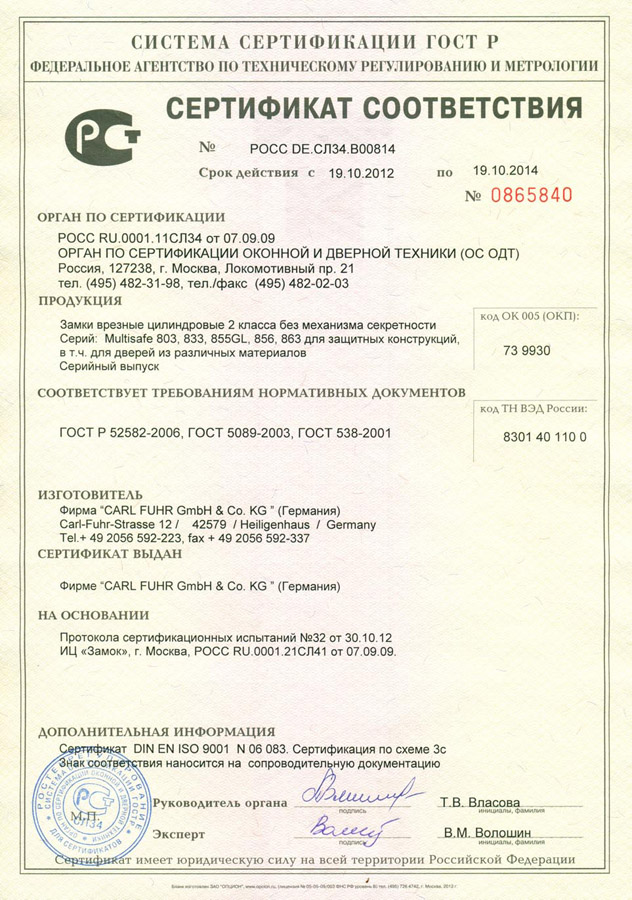 СИСТЕМА СЕРТИФИКАЦИИ ГОСТ Р
ФЕДЕРАЛЬНОЕ АГЕНТСТВО ПО ТЕХНИЧЕСКОМУ РЕГУЛИРОВАНИЮ И МЕТРОЛОГИИ
СЕРТИФИКАТ СООТВЕТСТВИЯ
№ РОСС DE.СЛ34.В00814
Срок действия с 19.10.2012 по 19.10.2014
№ 0865840
ОРГАН ПО СЕРТИФИКАЦИИ
РОСС RU.0001.11СЛ34 от 07.09.09
ОРГАН ПО СЕРТИФИКАЦИИ ОКОННОЙ И ДВЕРНОЙ ТЕХНИКИ (ОС ОДТ)
Россия, 127238, г. Москва, Локомотивный пр. 21
тел. (495) 482-31-98, тел./факс (495) 482-02-03
ПРОДУКЦИЯ
Замки врезные цилиндровые 2 класса без механизма секретности
Серий: Multisafe 803, 833, 855GL, 856, 863 для защитных конструкций,
в т.ч. для дверей из различных материалов
Серийный выпуск
код ОК 005 (ОКП):
73 9930
СООТВЕТСТВУЕТ ТРЕБОВАНИЯМ НОРМАТИВНЫХ ДОКУМЕНТОВ
ГОСТ Р 52582-2006, ГОСТ 5089-2003, ГОСТ 538-2001
код ТН ВЭД России:
8301 40 110 0
ИЗГОТОВИТЕЛЬ
Фирма “CARL FUHR GmbH & Co. KG ” (Германия)
Carl-Fuhr-Strasse 12 / 42579 / Heiligenhaus / Germany
Tel.+ 49 2056 592-223, fax + 49 2056 592-337
СЕРТИФИКАТ ВЫДАН
Фирме “CARL FUHR GmbH & Co. KG ” (Германия)
НА ОСНОВАНИИ
Протокола сертификационных испытаний №32 от 30.10.12
ИЦ «Замок», г. Москва, РОСС RU.0001.21СЛ41 от 07.09.09.
ДОПОЛНИТЕЛЬНАЯ ИНФОРМАЦИЯ
Сертификат DIN EN ISO 9001 N 06 083. Сертификация по схеме 3с
Знак соответствия наносится на сопроводительную документацию
М.П.
СЛ34
ДЛЯ СЕРТИФИКАТОВ
Руководитель органа
подпись
Т.В. Власова
инициалы, фамилия
Эксперт
подпись
В.М. Волошин
инициалы, фамилия
Сертификат имеет юридическую силу на всей территории Российской Федерации